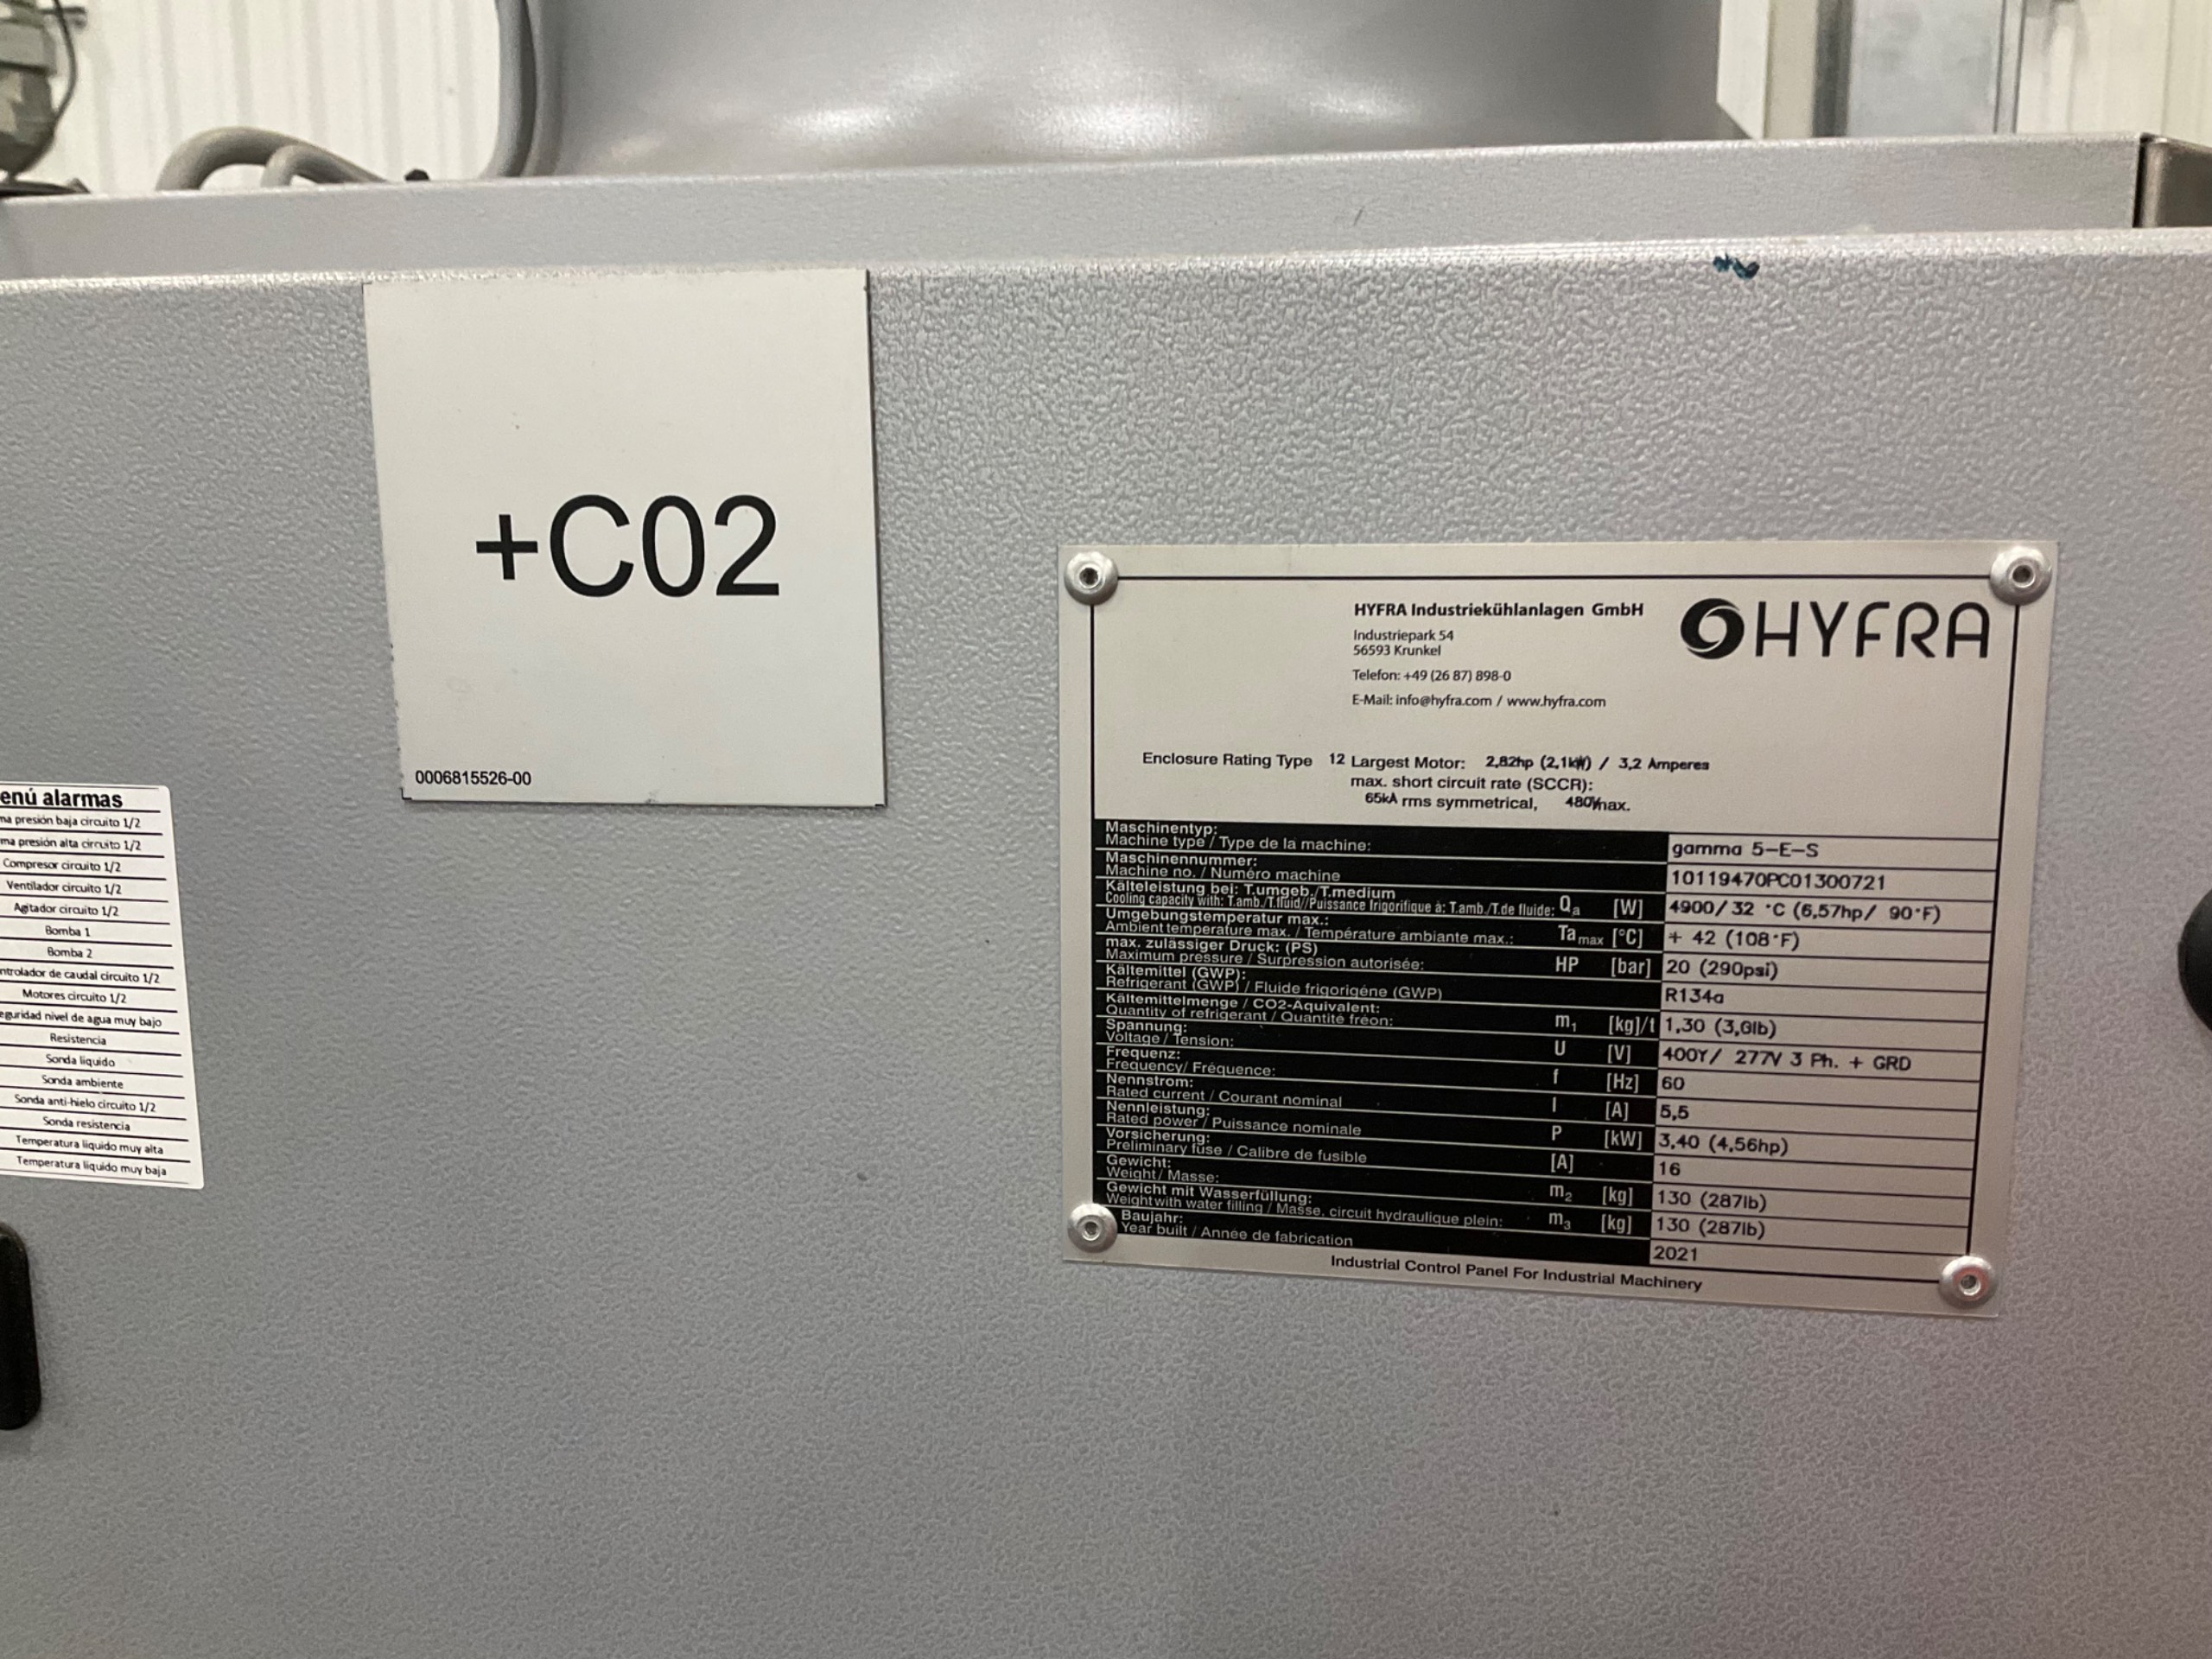 +C02
0006815526-00
enú alarmas
ma presión baja circuito 1/2
ma presión alta circuito 1/2
Compresor circuito 1/2
Ventilador circuito 1/2
Agitador circuito 1/2
Bomba 1
Bomba 2
ntrolador de caudal circuito 1/2
Motores circuito 1/2
eguridad nivel de agua muy bajo
Resistencia
Sonda líquido
Sonda ambiente
Sonda anti-hielo circuito 1/2
Sonda resistencia
Temperatura líquido muy alta
Temperatura líquido muy baja
HYFRA Industriekühlanlagen GmbH
Industriepark 54
56593 Krunkel
Telefon: +49 (26 87) 898-0
E-Mail: info@hyfra.com / www.hyfra.com
HYFRA
Enclosure Rating Type 12 Largest Motor: 2,82hp (2,1kW) / 3,2 Amperes
max. short circuit rate (SCCR):
65kA rms symmetrical, 480Vmax.
Maschinentyp:
Machine type / Type de la machine: gamma 5-E-S
Maschinennummer:
Machine no. / Numéro machine 10119470PC01300721
Kälteleistung bei: T.umgeb./T.medium
Cooling capacity with: T.amb./T.fluid//Puissance frigorifique à: T.amb./T.de fluide: Qa [W] 4900/ 32 °C (6,57hp/ 90°F)
Umgebungstemperatur max.:
Ambient temperature max. / Température ambiante max.: Ta max [°C] + 42 (108°F)
max. zulässiger Druck: (PS)
Maximum pressure / Surpression autorisée: HP [bar] 20 (290psi)
Kältemittel (GWP):
Refrigerant (GWP) / Fluide frigorigéne (GWP) R134a
Kältemittelmenge / CO2-Äquivalent:
Quantity of refrigerant / Quantité fréon: m1 [kg]/t 1,30 (3,0lb)
Spannung:
Voltage / Tension: U [V] 400Y/ 277V 3 Ph. + GRD
Frequenz:
Frequency/ Fréquence: f [Hz] 60
Nennstrom:
Rated current / Courant nominal I [A] 5,5
Nennleistung:
Rated power / Puissance nominale P [kW] 3,40 (4,56hp)
Vorsicherung:
Preliminary fuse / Calibre de fusible [A] 16
Gewicht:
Weight / Masse: m2 [kg] 130 (287lb)
Gewicht mit Wasserfüllung:
Weight with water filling / Masse, circuit hydraulique plein: m3 [kg] 130 (287lb)
Baujahr:
Year built / Année de fabrication 2021
Industrial Control Panel For Industrial Machinery